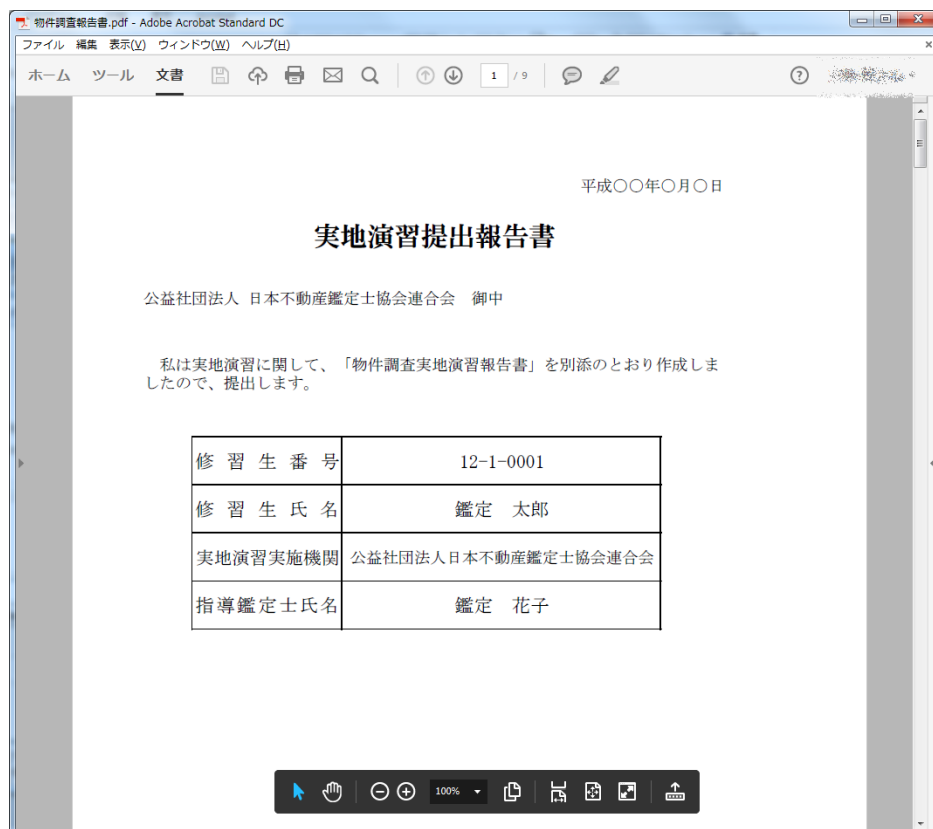 物件調査報告書.pdf - Adobe Acrobat Standard DC
ファイル 編集 表示(V) ウィンドウ(W) ヘルプ(H)
ホーム ツール 文書 1 / 9
平成〇〇年〇月〇日
実地演習提出報告書
公益社団法人 日本不動産鑑定士協会連合会 御中
私は実地演習に関して、「物件調査実地演習報告書」を別添のとおり作成しま
したので、提出します。
修習生番号 12-1-0001
修習生氏名 鑑定 太郎
実地演習実施機関 公益社団法人日本不動産鑑定士協会連合会
指導鑑定士氏名 鑑定 花子
100%